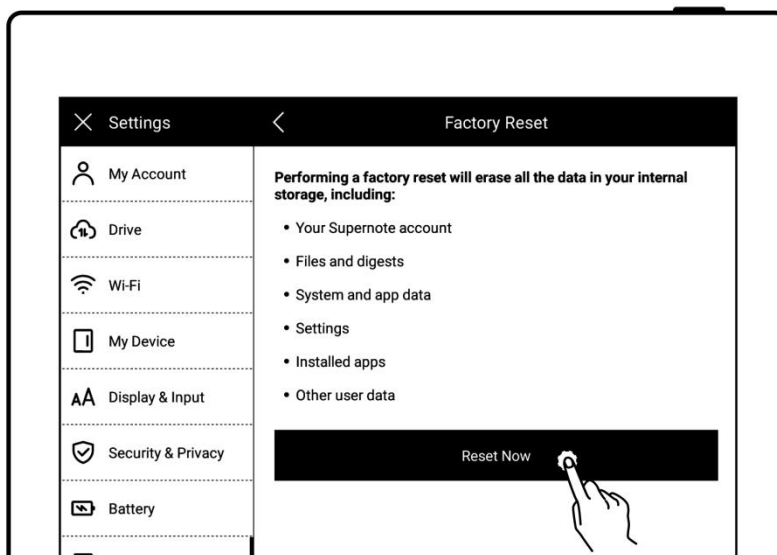 Settings
Factory Reset
My Account
Drive
Wi-Fi
My Device
Display & Input
Security & Privacy
Battery
Performing a factory reset will erase all the data in your internal
storage, including:
• Your Supernote account
• Files and digests
• System and app data
• Settings
• Installed apps
• Other user data
Reset Now